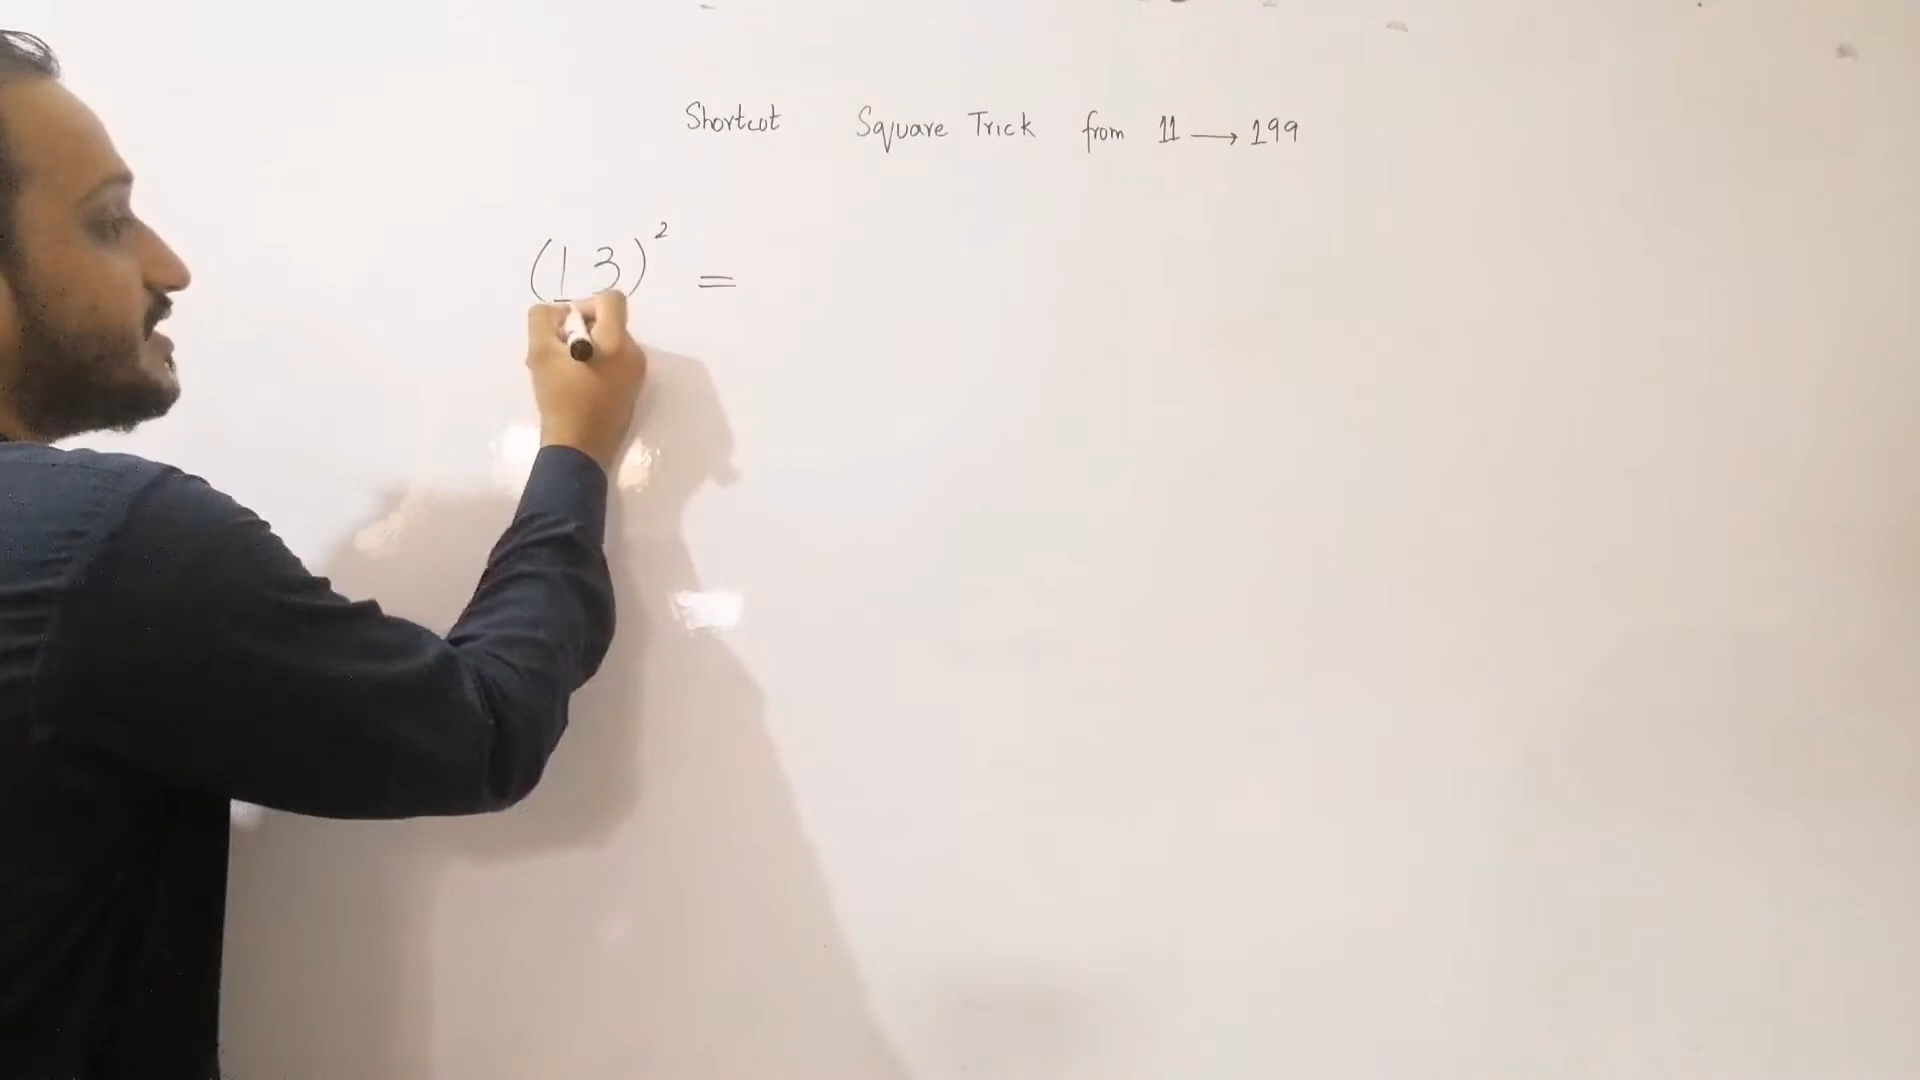 Shortcut Square Trick from 11 → 199
(13)² =